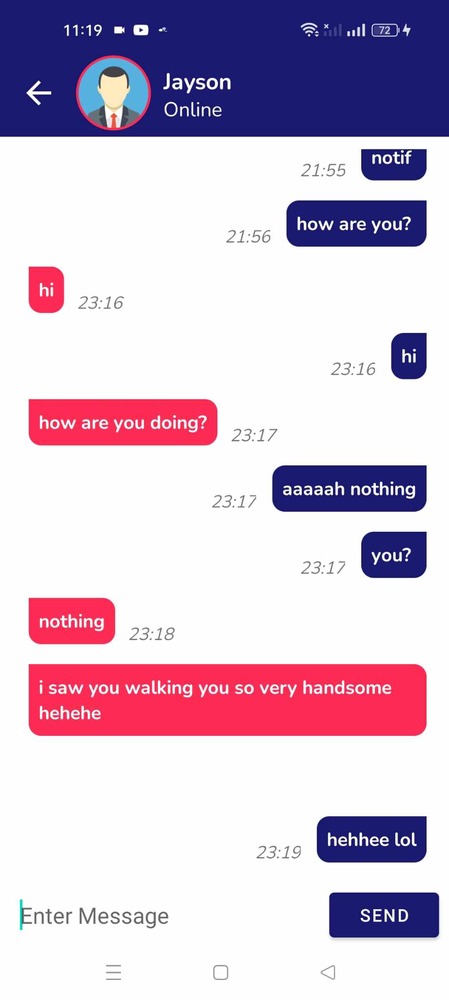 11:19
72
Jayson
Online
21:55 notif
21:56 how are you?
hi 23:16
23:16 hi
how are you doing? 23:17
23:17 aaaaah nothing
23:17 you?
nothing 23:18
i saw you walking you so very handsome
hehehe
23:19 hehhee lol
Enter Message SEND